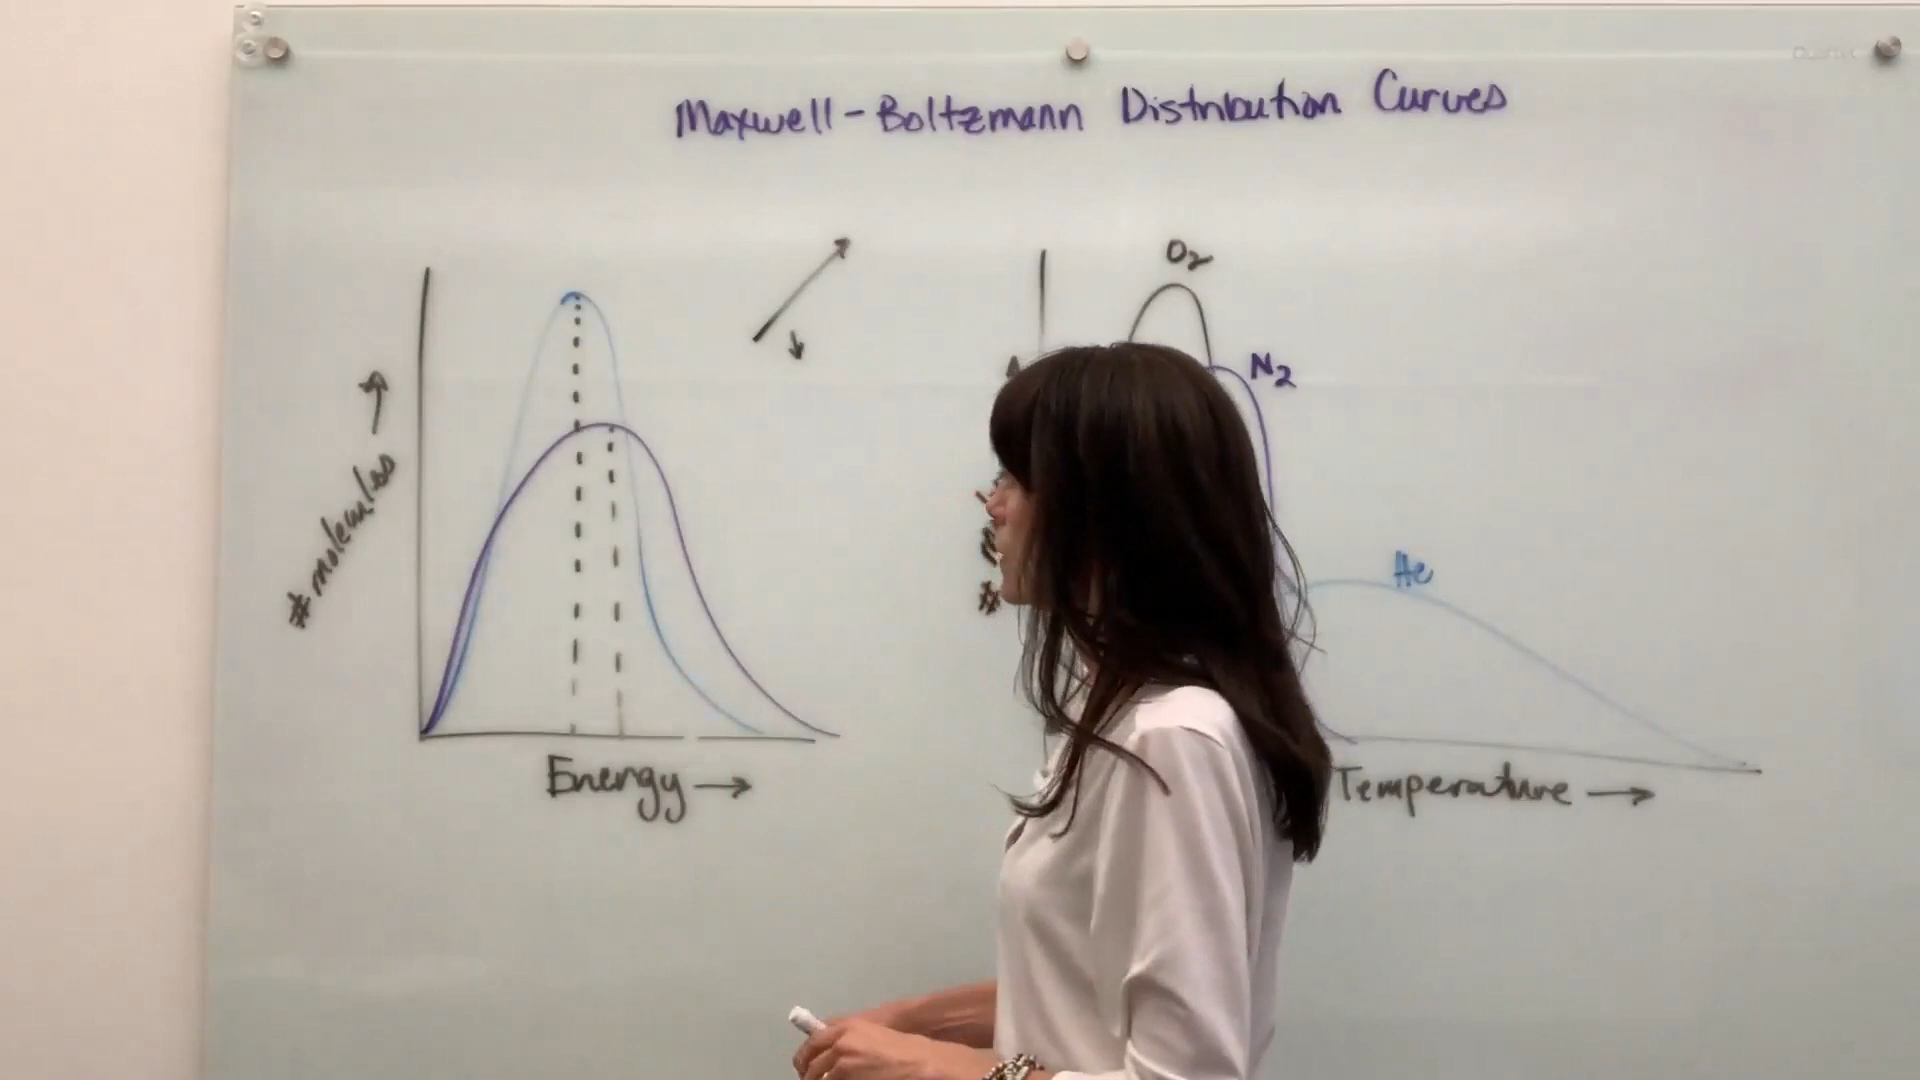 Maxwell-Boltzmann Distribution Curves
O2
N2
# molecules →
He
#
Energy →
Temperature →